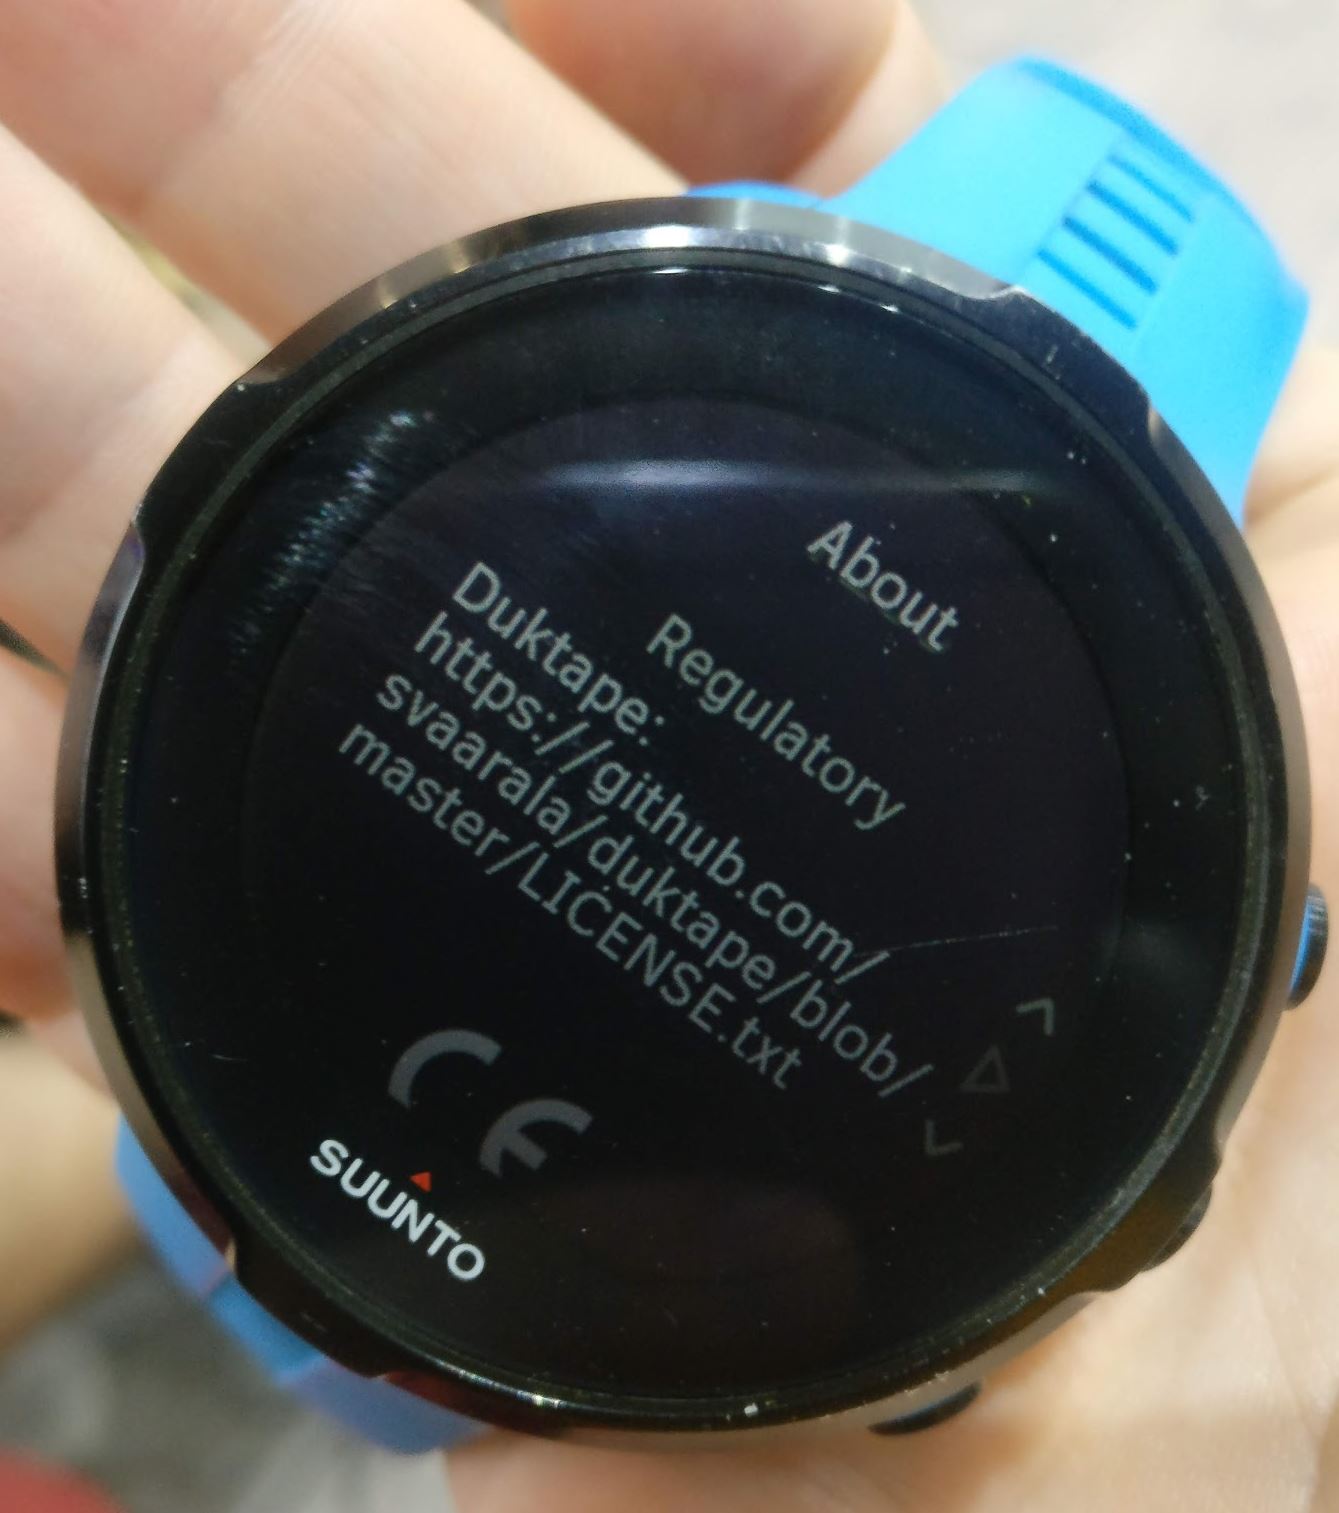 About
Regulatory
Duktape:
https://github.com/
svaarala/duktape/blob/
master/LICENSE.txt
CE
SUUNTO